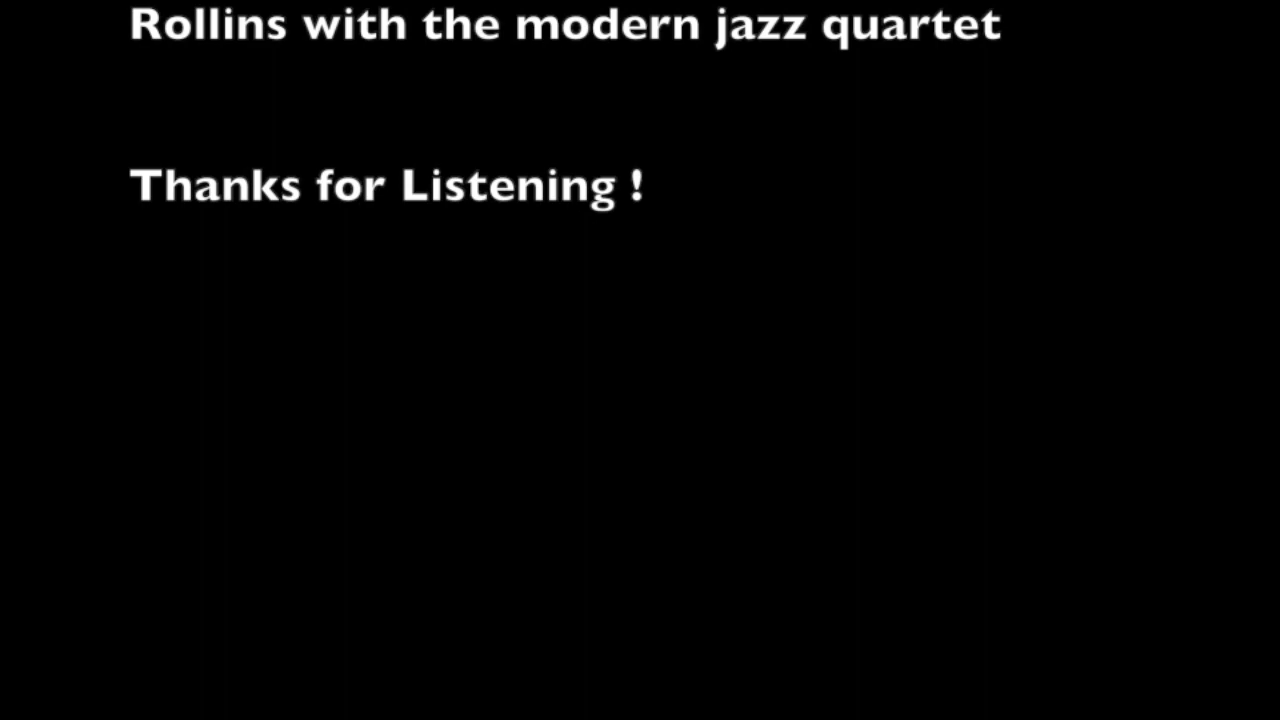 Rollins with the modern jazz quartet
Thanks for Listening !